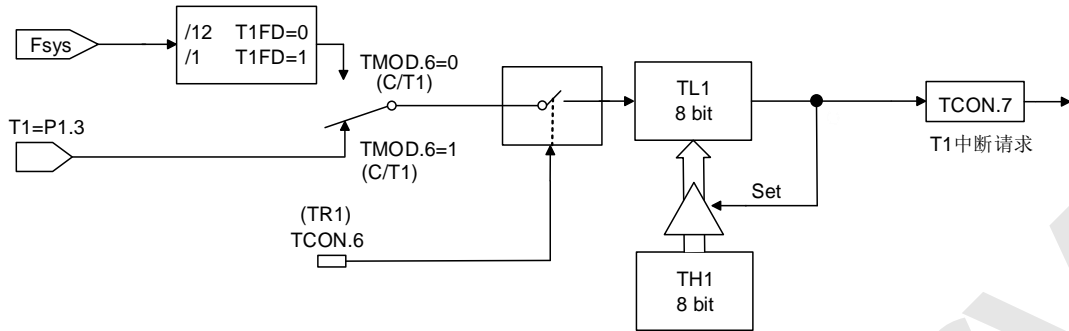 Fsys
/12 T1FD=0
/1 T1FD=1
TMOD.6=0
(C/T1)
T1=P1.3
TMOD.6=1
(C/T1)
(TR1)
TCON.6
TL1
8 bit
TCON.7
T1中断请求
Set
TH1
8 bit